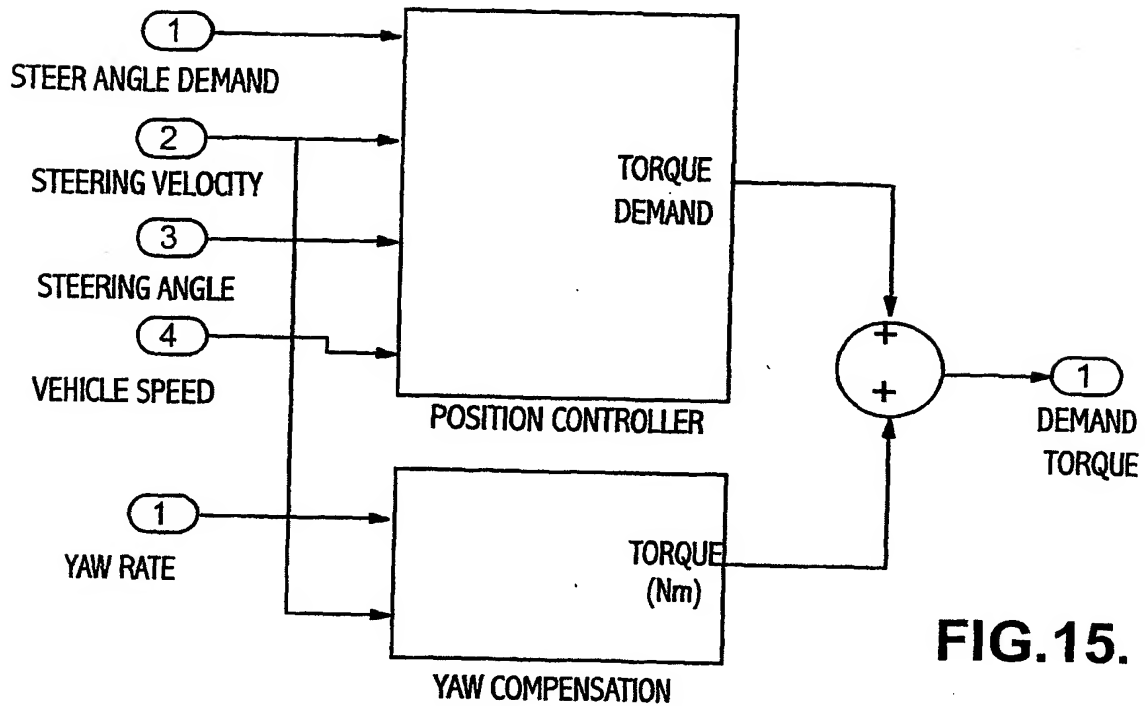 1
STEER ANGLE DEMAND
2
STEERING VELOCITY
3
STEERING ANGLE
4
VEHICLE SPEED
TORQUE
DEMAND
POSITION CONTROLLER
+
+
1
DEMAND
TORQUE
1
YAW RATE
TORQUE
(Nm)
YAW COMPENSATION
FIG.15.